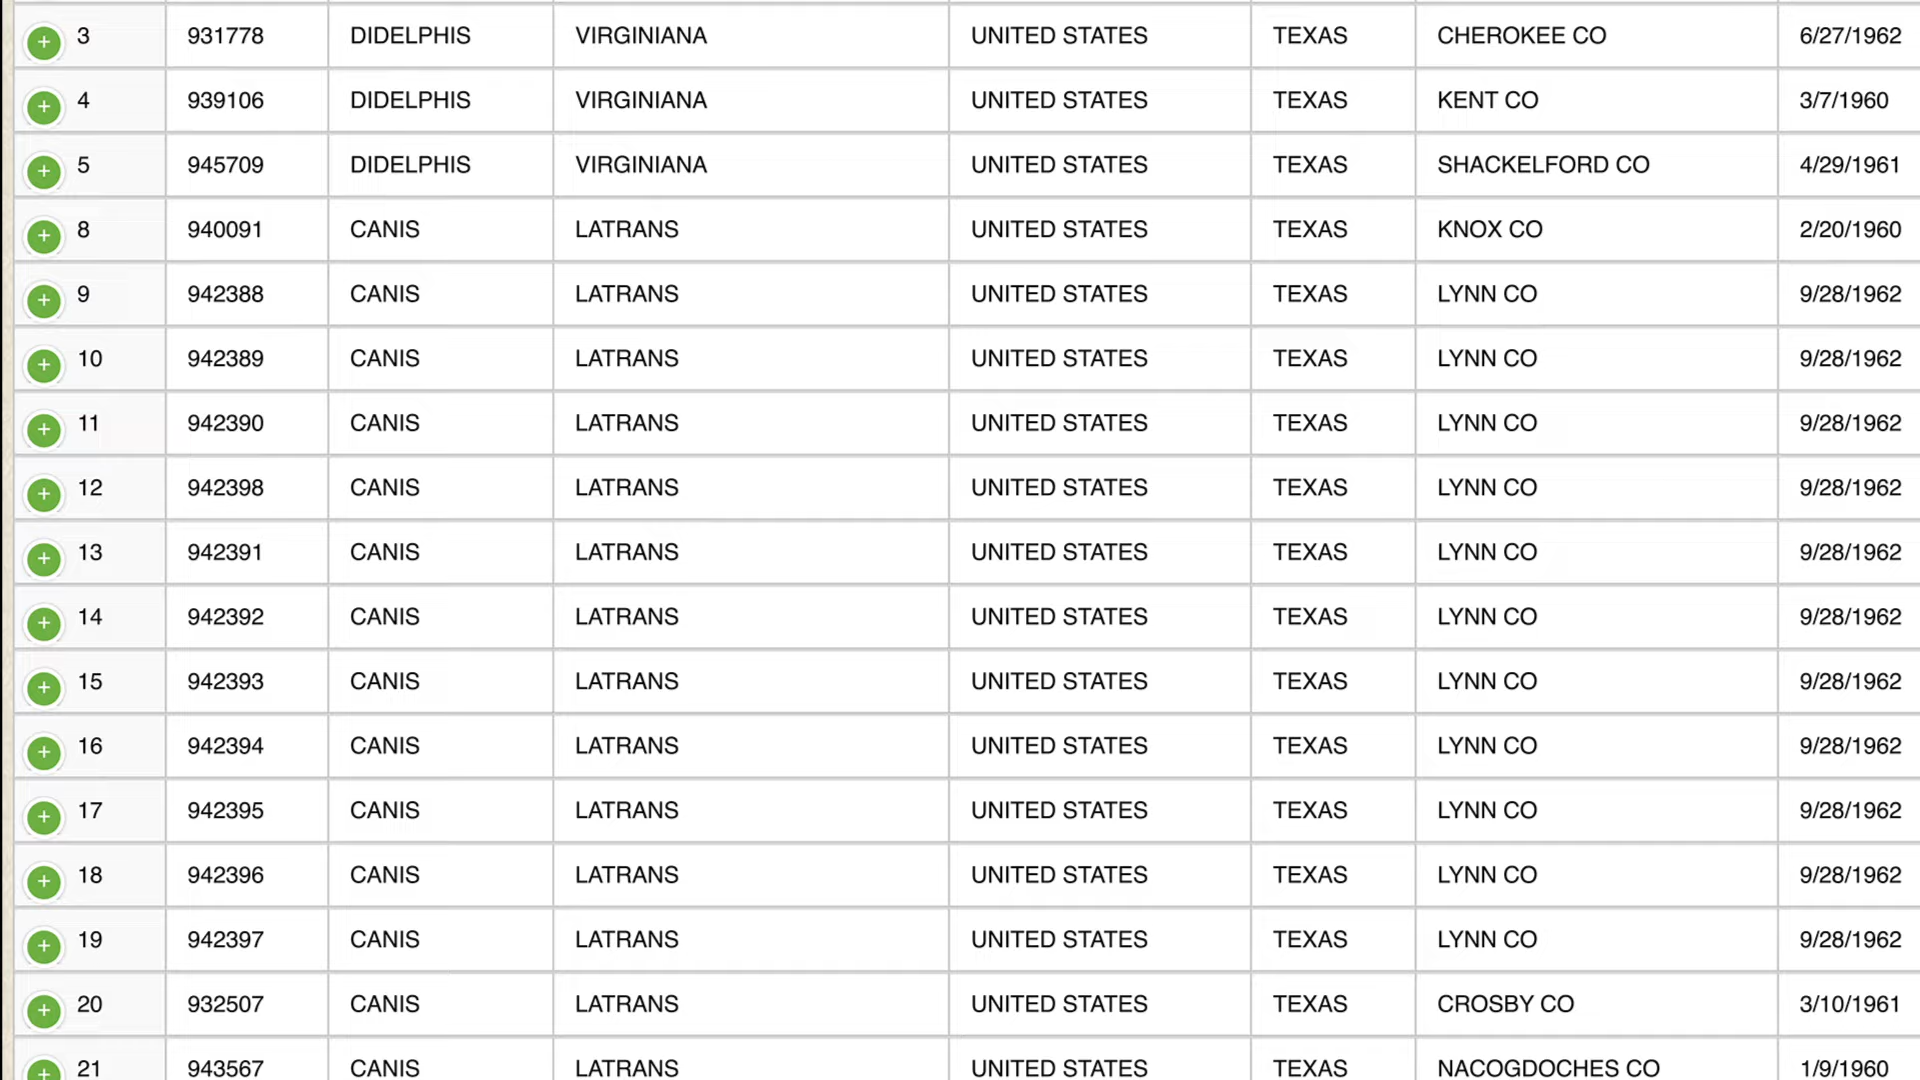 3 931778 DIDELPHIS VIRGINIANA UNITED STATES TEXAS CHEROKEE CO 6/27/1962
4 939106 DIDELPHIS VIRGINIANA UNITED STATES TEXAS KENT CO 3/7/1960
5 945709 DIDELPHIS VIRGINIANA UNITED STATES TEXAS SHACKELFORD CO 4/29/1961
8 940091 CANIS LATRANS UNITED STATES TEXAS KNOX CO 2/20/1960
9 942388 CANIS LATRANS UNITED STATES TEXAS LYNN CO 9/28/1962
10 942389 CANIS LATRANS UNITED STATES TEXAS LYNN CO 9/28/1962
11 942390 CANIS LATRANS UNITED STATES TEXAS LYNN CO 9/28/1962
12 942398 CANIS LATRANS UNITED STATES TEXAS LYNN CO 9/28/1962
13 942391 CANIS LATRANS UNITED STATES TEXAS LYNN CO 9/28/1962
14 942392 CANIS LATRANS UNITED STATES TEXAS LYNN CO 9/28/1962
15 942393 CANIS LATRANS UNITED STATES TEXAS LYNN CO 9/28/1962
16 942394 CANIS LATRANS UNITED STATES TEXAS LYNN CO 9/28/1962
17 942395 CANIS LATRANS UNITED STATES TEXAS LYNN CO 9/28/1962
18 942396 CANIS LATRANS UNITED STATES TEXAS LYNN CO 9/28/1962
19 942397 CANIS LATRANS UNITED STATES TEXAS LYNN CO 9/28/1962
20 932507 CANIS LATRANS UNITED STATES TEXAS CROSBY CO 3/10/1961
21 943567 CANIS LATRANS UNITED STATES TEXAS NACOGDOCHES CO 1/9/1960